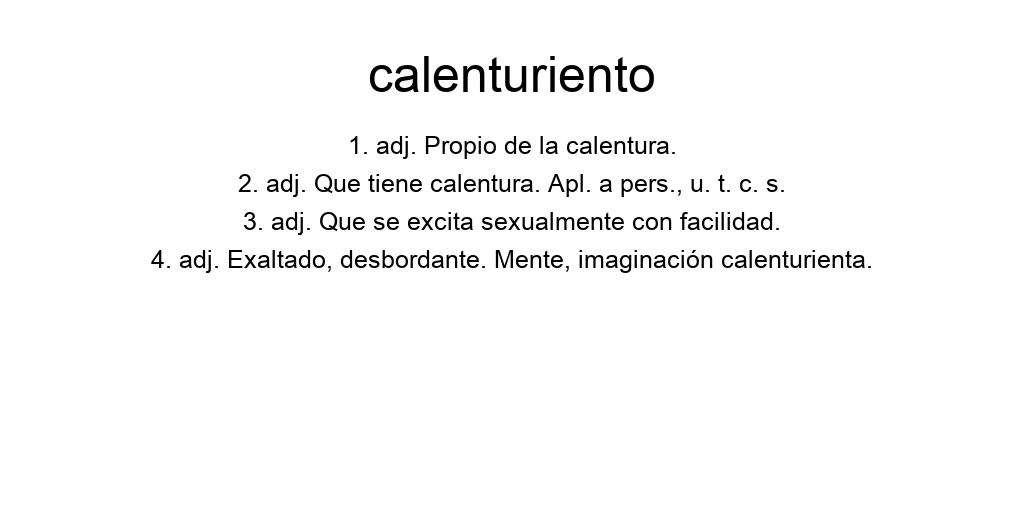 calenturiento
1. adj. Propio de la calentura.
2. adj. Que tiene calentura. Apl. a pers., u. t. c. s.
3. adj. Que se excita sexualmente con facilidad.
4. adj. Exaltado, desbordante. Mente, imaginación calenturienta.